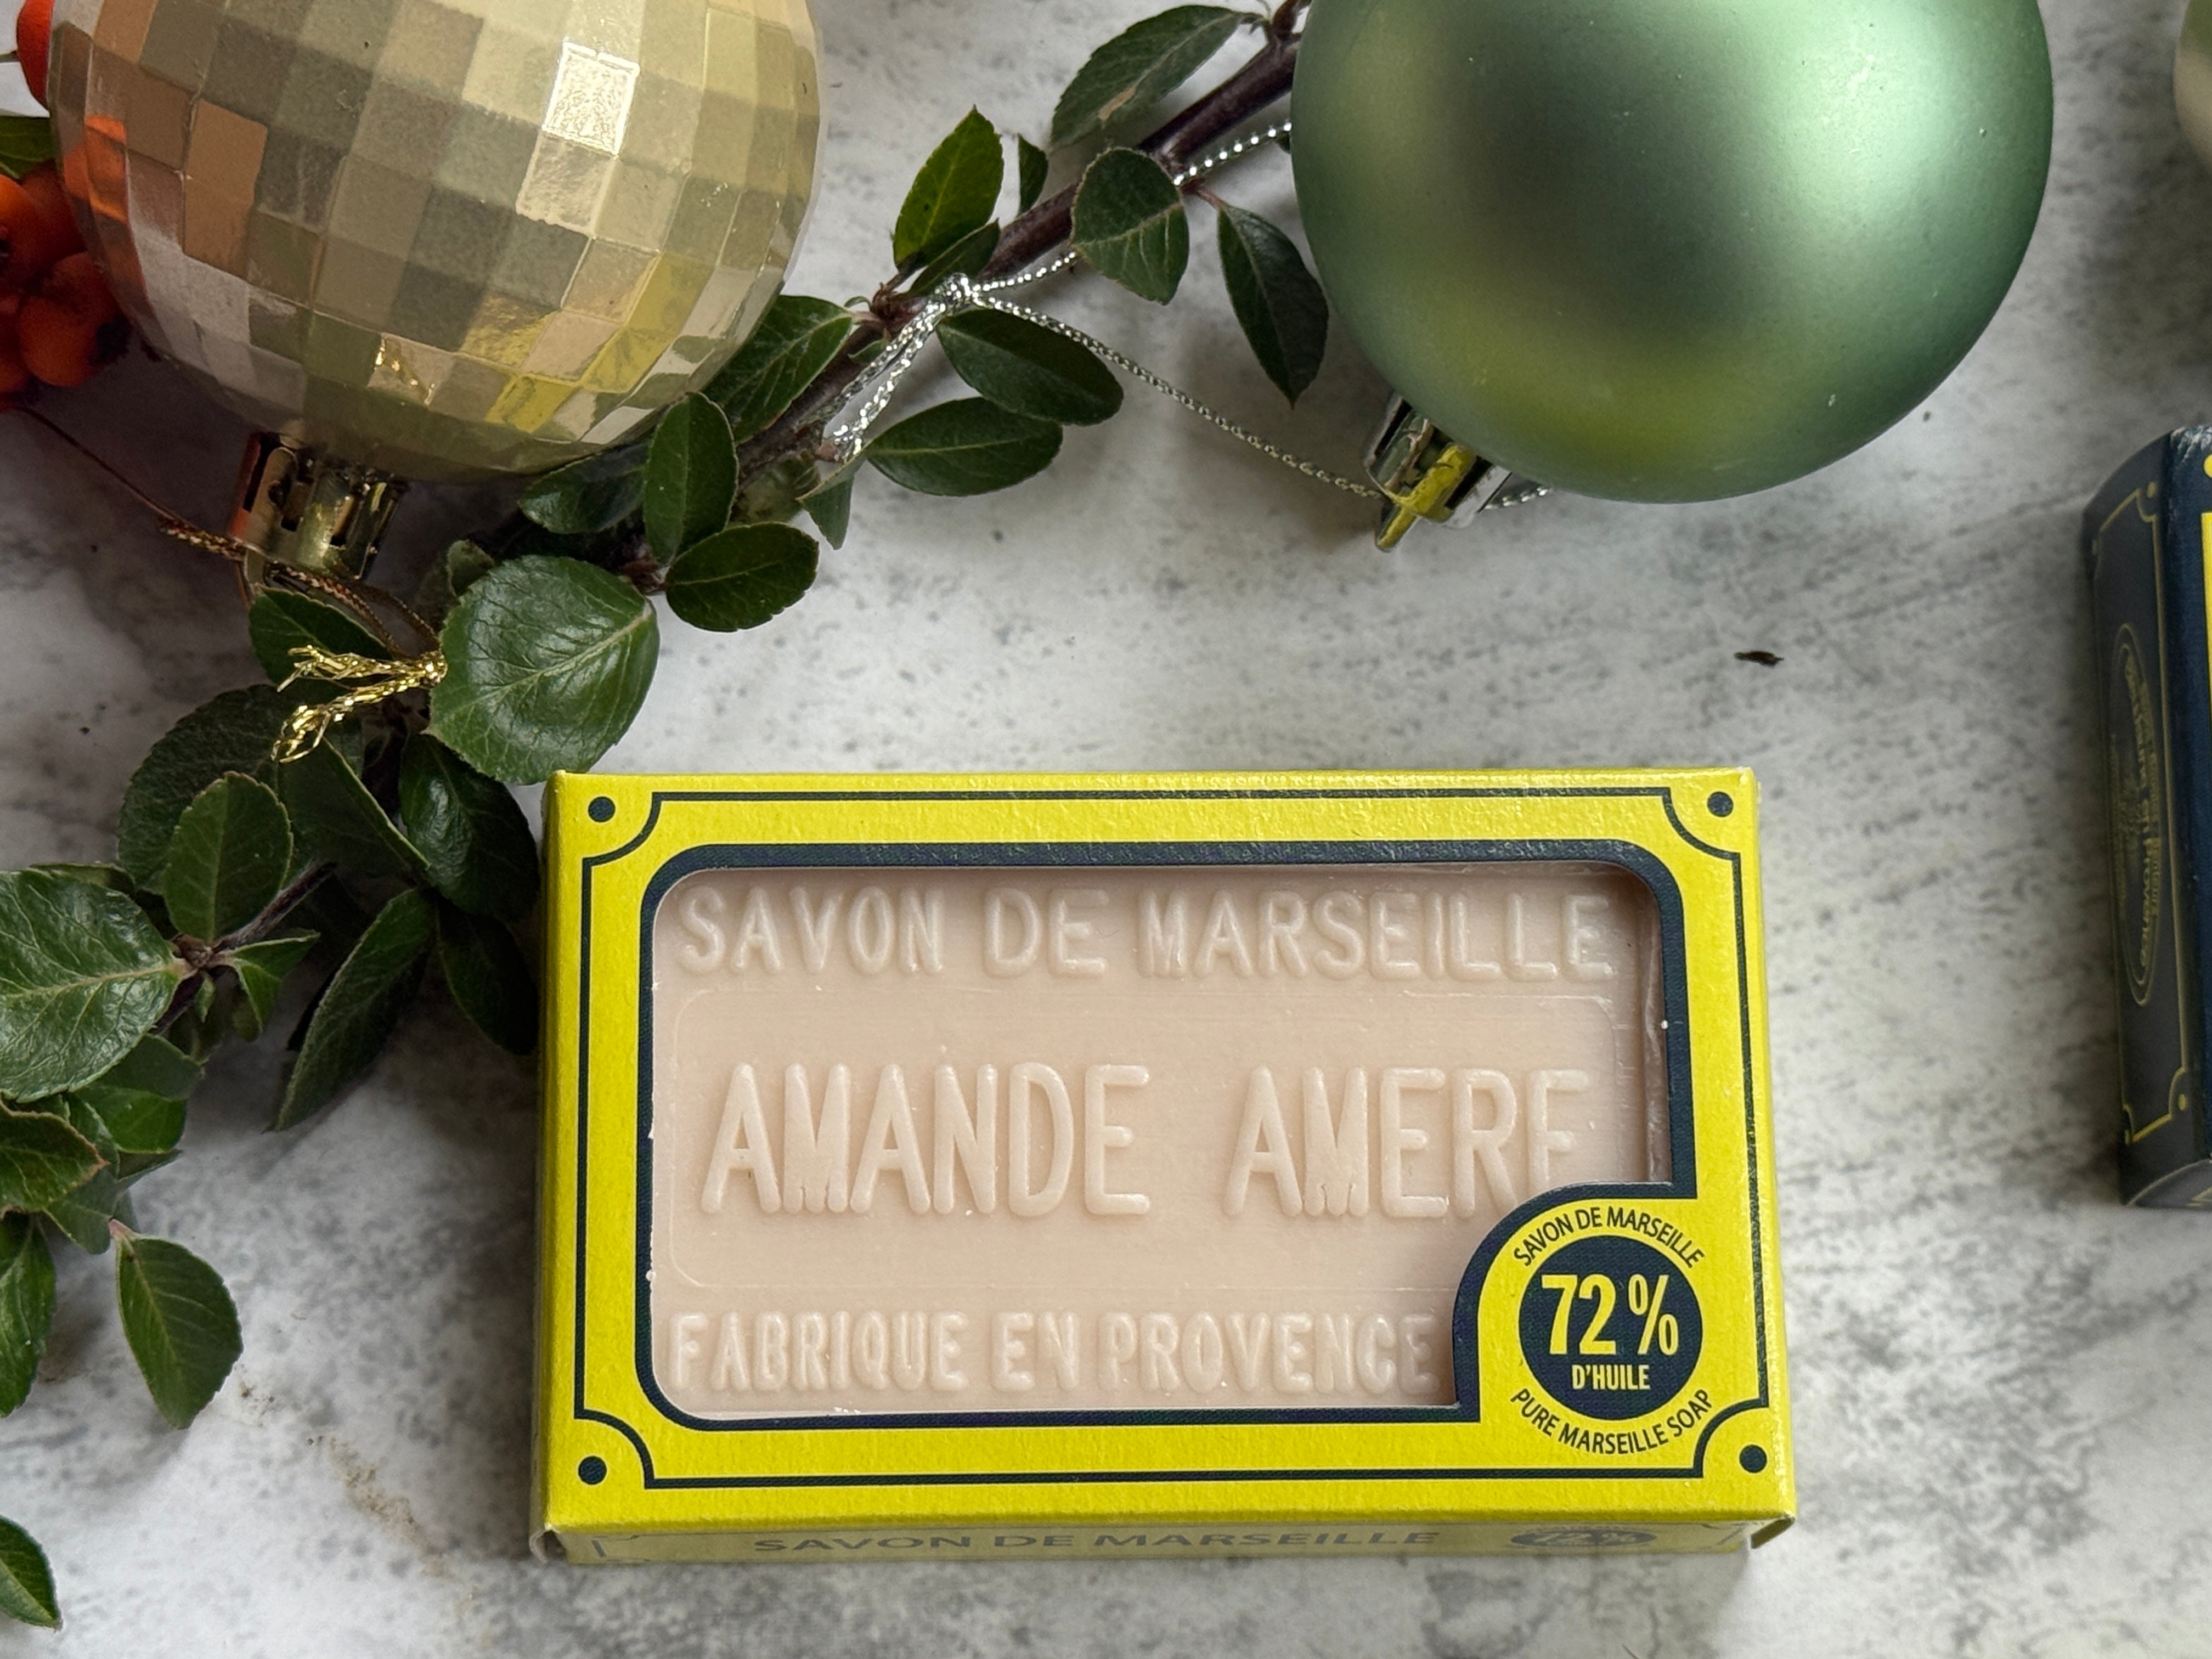 SAVON DE MARSEILLE
AMANDE AMERE
FABRIQUE EN PROVENCE
SAVON DE MARSEILLE
72%
D'HUILE
PURE MARSEILLE SOAP
SAVON DE MARSEILLE
72%